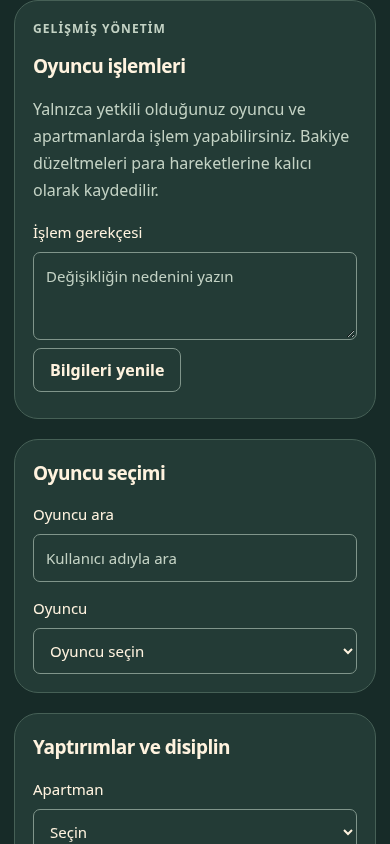 GELİŞMİŞ YÖNETİM
Oyuncu işlemleri
Yalnızca yetkili olduğunuz oyuncu ve
apartmanlarda işlem yapabilirsiniz. Bakiye
düzeltmeleri para hareketlerine kalıcı
olarak kaydedilir.
İşlem gerekçesi
Değişikliğin nedenini yazın
Bilgileri yenile
Oyuncu seçimi
Oyuncu ara
Kullanıcı adıyla ara
Oyuncu
Oyuncu seçin
Yaptırımlar ve disiplin
Apartman
Seçin